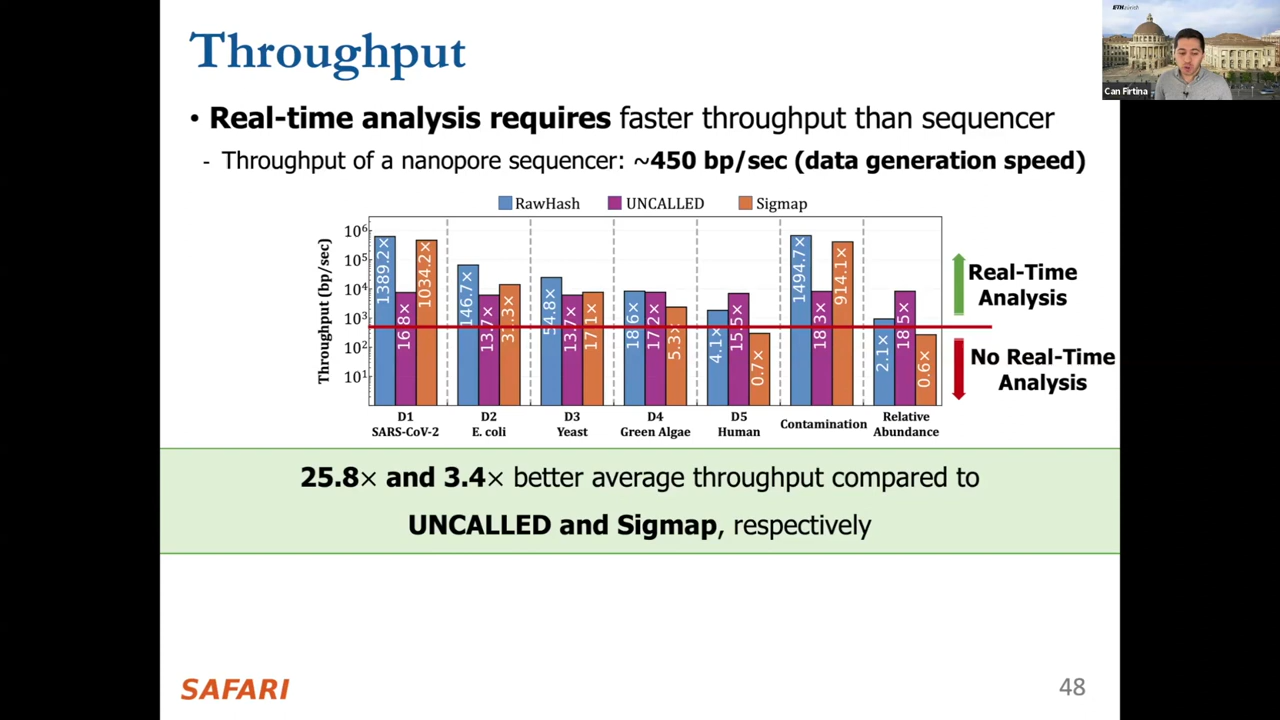 ETH zürich
Can Firtina
Throughput
• Real-time analysis requires faster throughput than sequencer
- Throughput of a nanopore sequencer: ~450 bp/sec (data generation speed)
RawHash UNCALLED Sigmap
Throughput (bp/sec)
10⁶
10⁵
10⁴
10³
10²
10¹
1389.2× 16.8× 1034.2× 146.7× 13.7× 31.3× 54.8× 13.7× 17.1× 18.6× 17.2× 5.3× 4.1× 15.5× 0.7× 1494.7× 18.3× 914.1× 2.1× 18.5× 0.6×
D1 D2 D3 D4 D5 Contamination Relative
SARS-CoV-2 E. coli Yeast Green Algae Human Abundance
Real-Time
Analysis
No Real-Time
Analysis
25.8× and 3.4× better average throughput compared to
UNCALLED and Sigmap, respectively
SAFARI
48